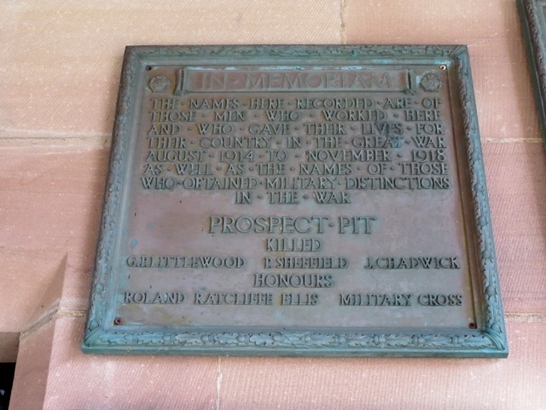 IN·MEMORIAM
THE·NAMES·HERE·RECORDED·ARE·OF
THOSE·MEN·WHO·WORKED·HERE
AND·WHO·GAVE·THEIR·LIVES·FOR
THEIR·COUNTRY·IN·THE·GREAT·WAR
AUGUST·1914·TO·NOVEMBER·1918
AS·WELL·AS·THE·NAMES·OF·THOSE
WHO·OBTAINED·MILITARY·DISTINCTIONS
IN·THE·WAR
PROSPECT·PIT
KILLED
G.R.LITTLEWOOD P.SHEFFIELD J.CHADWICK
HONOURS
ROLAND RATCLIFFE ELLIS MILITARY CROSS